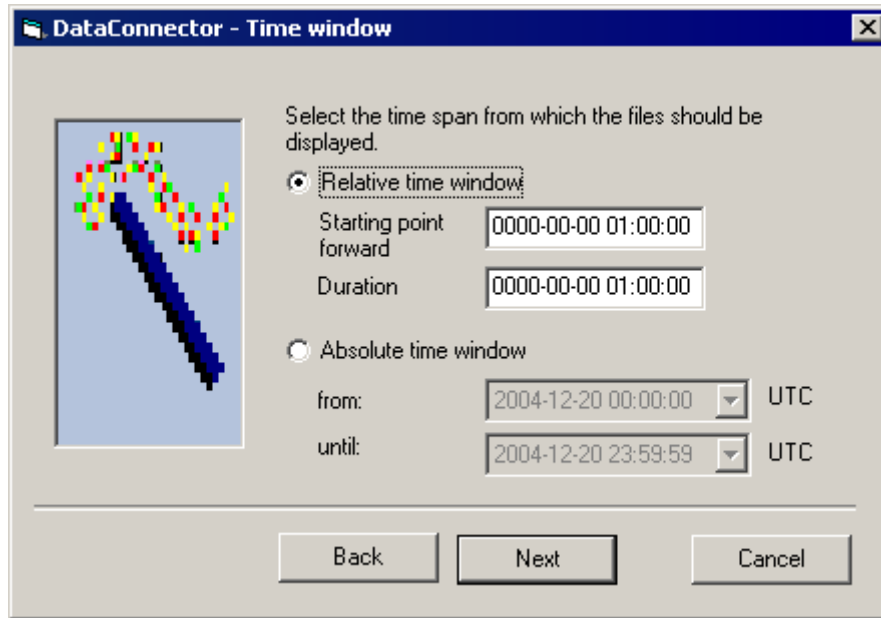 DataConnector - Time window
Select the time span from which the files should be
displayed.
Relative time window
Starting point
forward
0000-00-00 01:00:00
Duration
0000-00-00 01:00:00
Absolute time window
from:
2004-12-20 00:00:00
UTC
until:
2004-12-20 23:59:59
UTC
Back
Next
Cancel